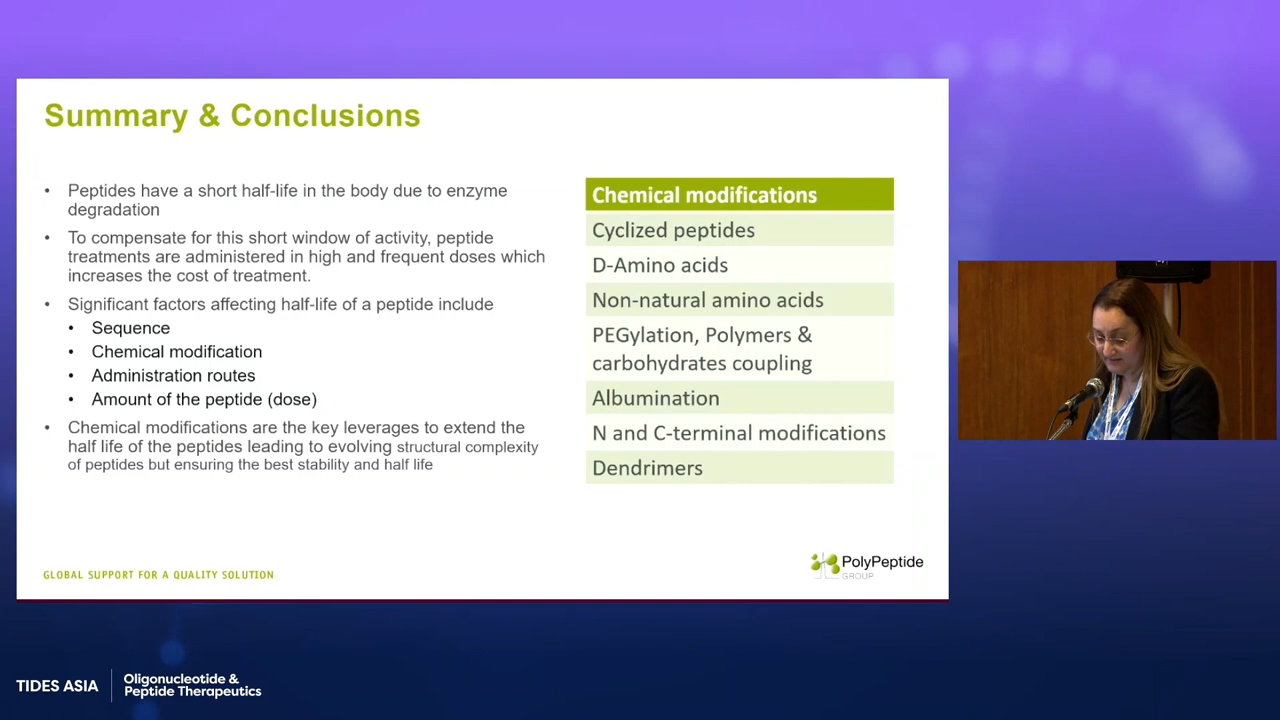 Summary & Conclusions
• Peptides have a short half-life in the body due to enzyme
degradation
• To compensate for this short window of activity, peptide
treatments are administered in high and frequent doses which
increases the cost of treatment.
• Significant factors affecting half-life of a peptide include
• Sequence
• Chemical modification
• Administration routes
• Amount of the peptide (dose)
• Chemical modifications are the key leverages to extend the
half life of the peptides leading to evolving structural complexity
of peptides but ensuring the best stability and half life
Chemical modifications
Cyclized peptides
D-Amino acids
Non-natural amino acids
PEGylation, Polymers &
carbohydrates coupling
Albumination
N and C-terminal modifications
Dendrimers
GLOBAL SUPPORT FOR A QUALITY SOLUTION
PolyPeptide
GROUP
TIDES ASIA
Oligonucleotide &
Peptide Therapeutics